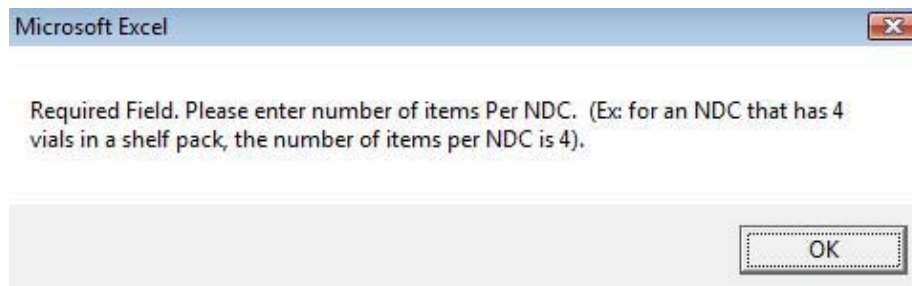 Microsoft Excel
Required Field. Please enter number of items Per NDC. (Ex: for an NDC that has 4
vials in a shelf pack, the number of items per NDC is 4).
OK